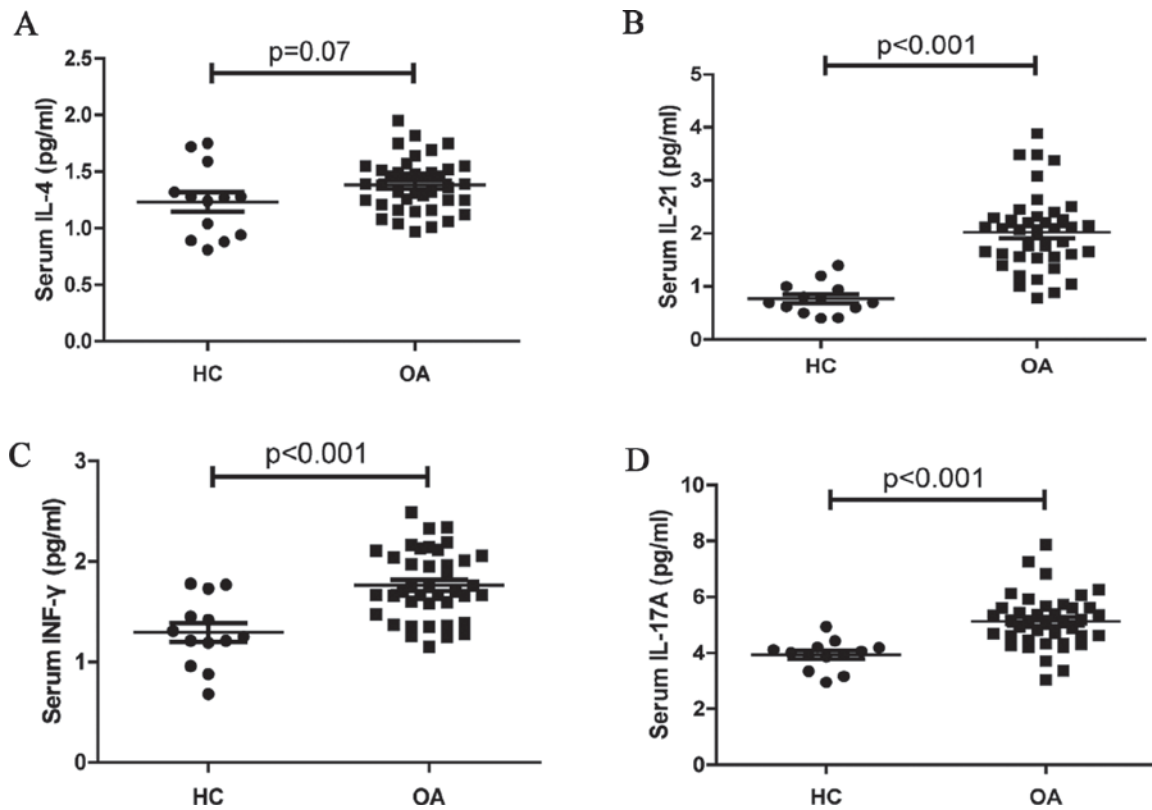 A
p=0.07
Serum IL-4 (pg/ml)
2.5
2.0
1.5
1.0
0.5
0.0
HC OA
B
p<0.001
Serum IL-21 (pg/ml)
5
4
3
2
1
0
HC OA
C
p<0.001
Serum INF-γ (pg/ml)
3
2
1
0
HC OA
D
p<0.001
Serum IL-17A (pg/ml)
10
8
6
4
2
0
HC OA